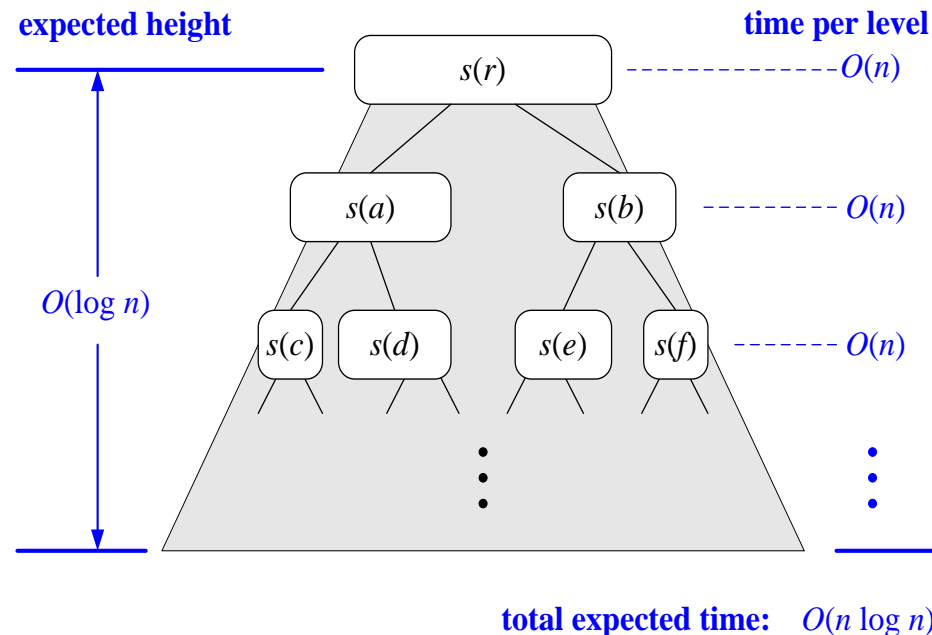 expected height
time per level
s(r)
O(n)
s(a)
s(b)
O(n)
O(log n)
s(c)
s(d)
s(e)
s(f)
O(n)
total expected time: O(n log n)